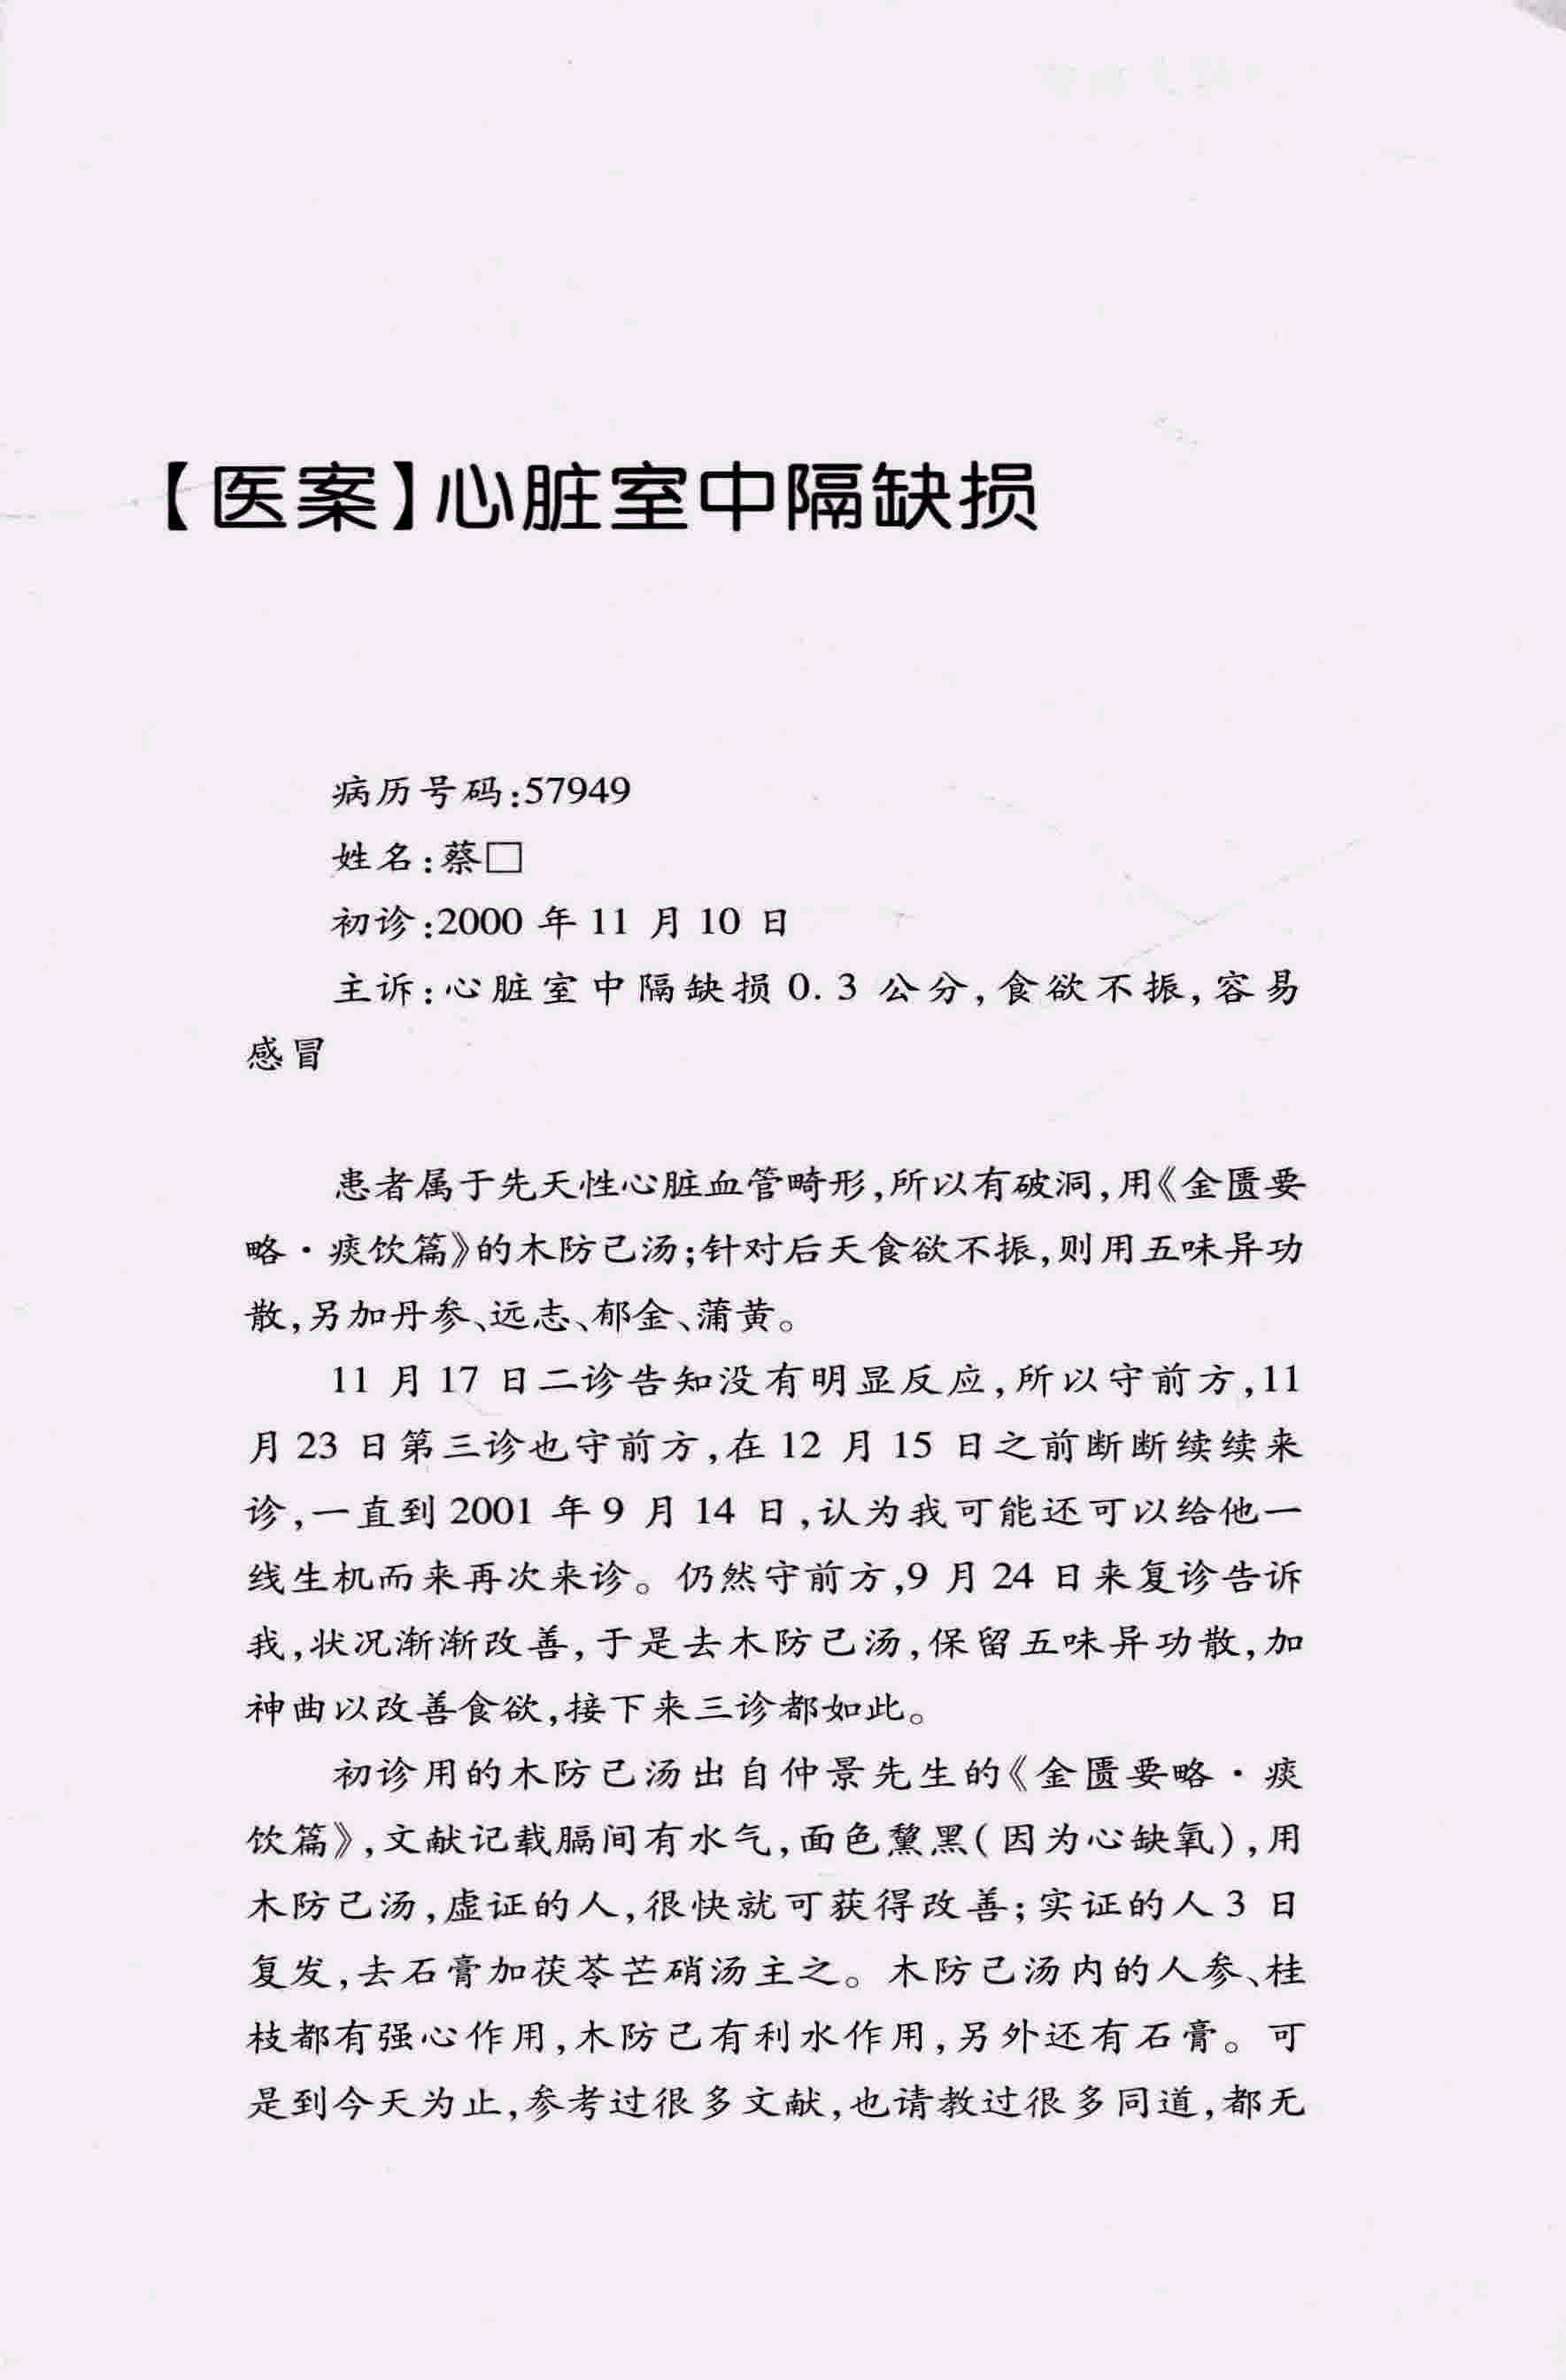 【医案】心脏室中隔缺损
病历号码:57949
姓名:蔡□
初诊:2000 年 11 月 10 日
主诉:心脏室中隔缺损 0.3 公分,食欲不振,容易
感冒
患者属于先天性心脏血管畸形,所以有破洞,用《金匮要
略·痰饮篇》的木防己汤;针对后天食欲不振,则用五味异功
散,另加丹参、远志、郁金、蒲黄。
11 月 17 日二诊告知没有明显反应,所以守前方,11
月 23 日第三诊也守前方,在 12 月 15 日之前断断续续来
诊,一直到 2001 年 9 月 14 日,认为我可能还可以给他一
线生机而来再次来诊。仍然守前方,9 月 24 日来复诊告诉
我,状况渐渐改善,于是去木防己汤,保留五味异功散,加
神曲以改善食欲,接下来三诊都如此。
初诊用的木防己汤出自仲景先生的《金匮要略·痰
饮篇》,文献记载膈间有水气,面色黧黑(因为心缺氧),用
木防己汤,虚证的人,很快就可获得改善;实证的人 3 日
复发,去石膏加茯苓芒硝汤主之。木防己汤内的人参、桂
枝都有强心作用,木防己有利水作用,另外还有石膏。可
是到今天为止,参考过很多文献,也请教过很多同道,都无